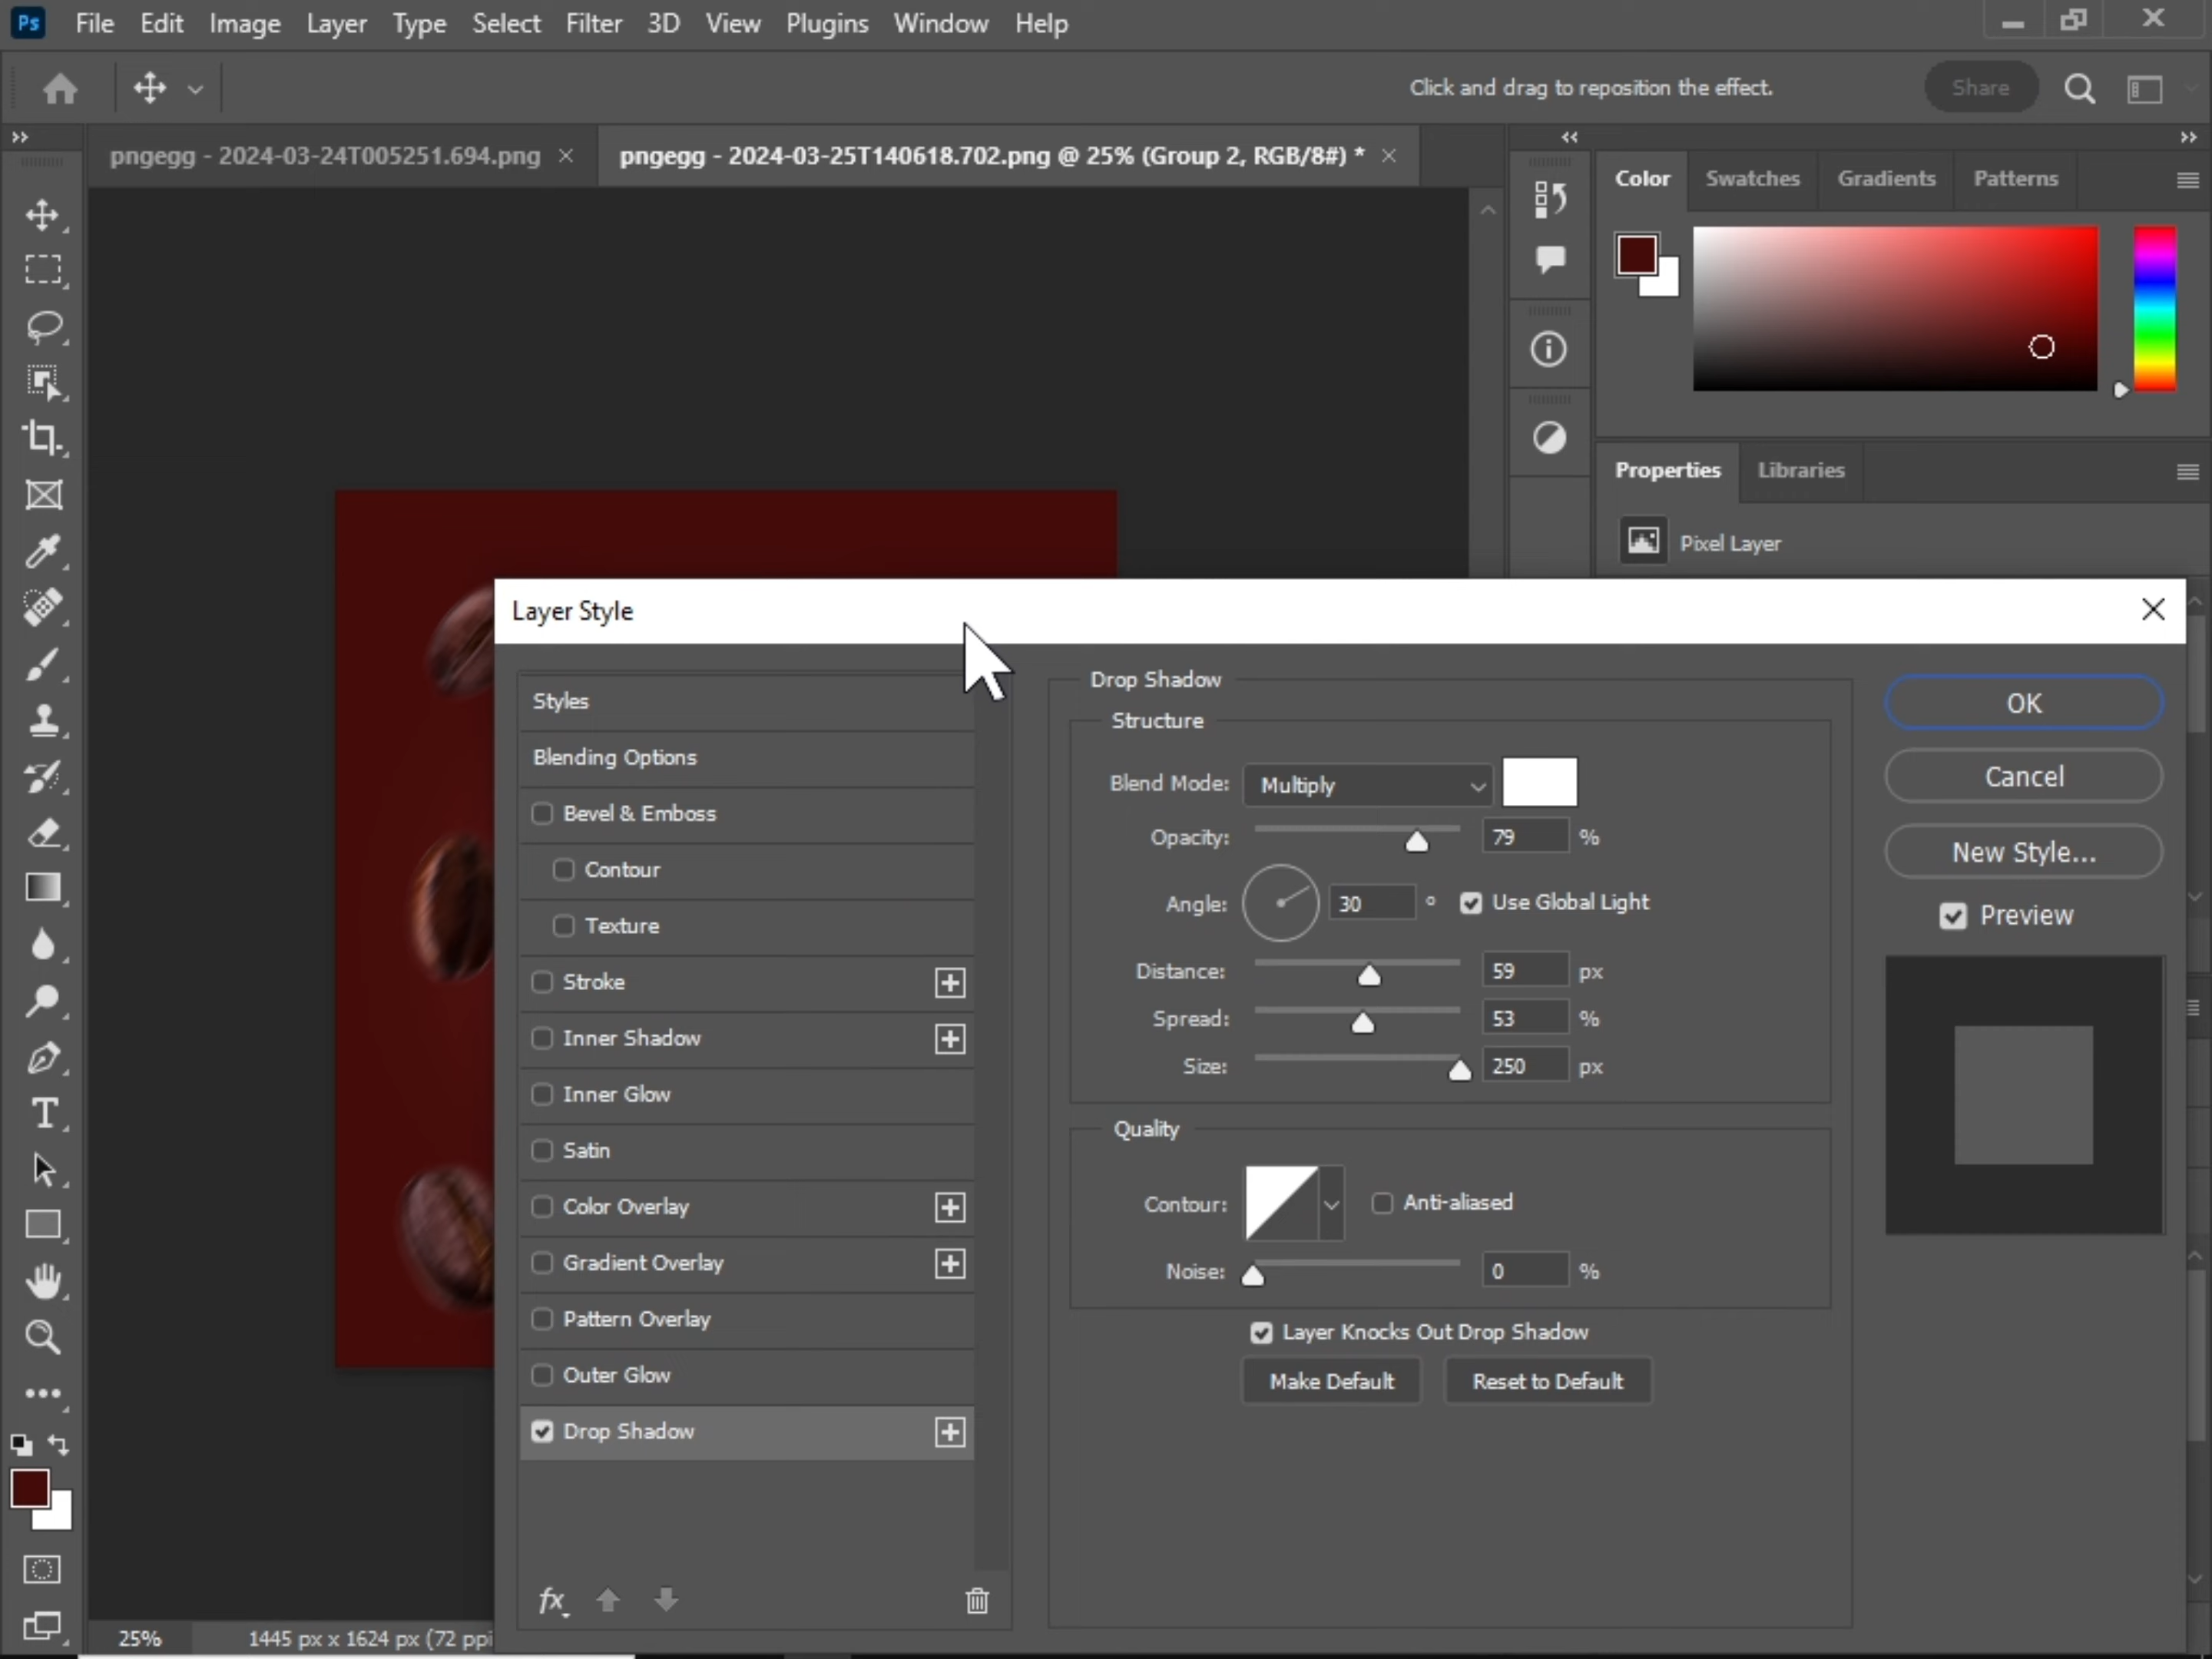 Ps File Edit Image Layer Type Select Filter 3D View Plugins Window Help
Click and drag to reposition the effect. Share
pngegg - 2024-03-24T005251.694.png pngegg - 2024-03-25T140618.702.png @ 25% (Group 2, RGB/8#) *
Color Swatches Gradients Patterns
Properties Libraries
Pixel Layer
Layer Style
Styles
Blending Options
Bevel & Emboss
Contour
Texture
Stroke
Inner Shadow
Inner Glow
Satin
Color Overlay
Gradient Overlay
Pattern Overlay
Outer Glow
Drop Shadow
fx
Drop Shadow
Structure
Blend Mode: Multiply
Opacity: 79 %
Angle: 30 ° Use Global Light
Distance: 59 px
Spread: 53 %
Size: 250 px
Quality
Contour: Anti-aliased
Noise: 0 %
Layer Knocks Out Drop Shadow
Make Default Reset to Default
OK
Cancel
New Style...
Preview
25% 1445 px x 1624 px (72 ppi